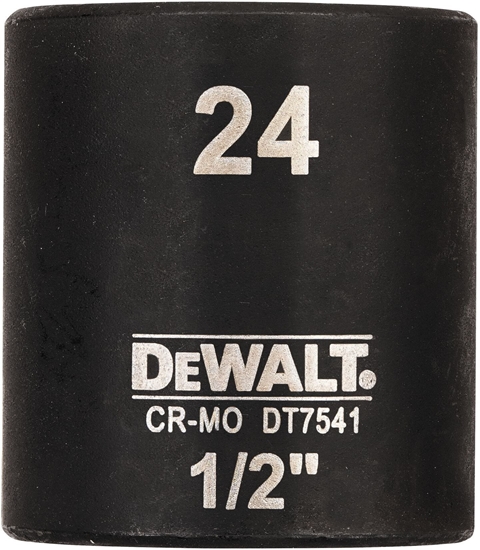 24
DEWALT®
CR-MO DT7541
1/2"